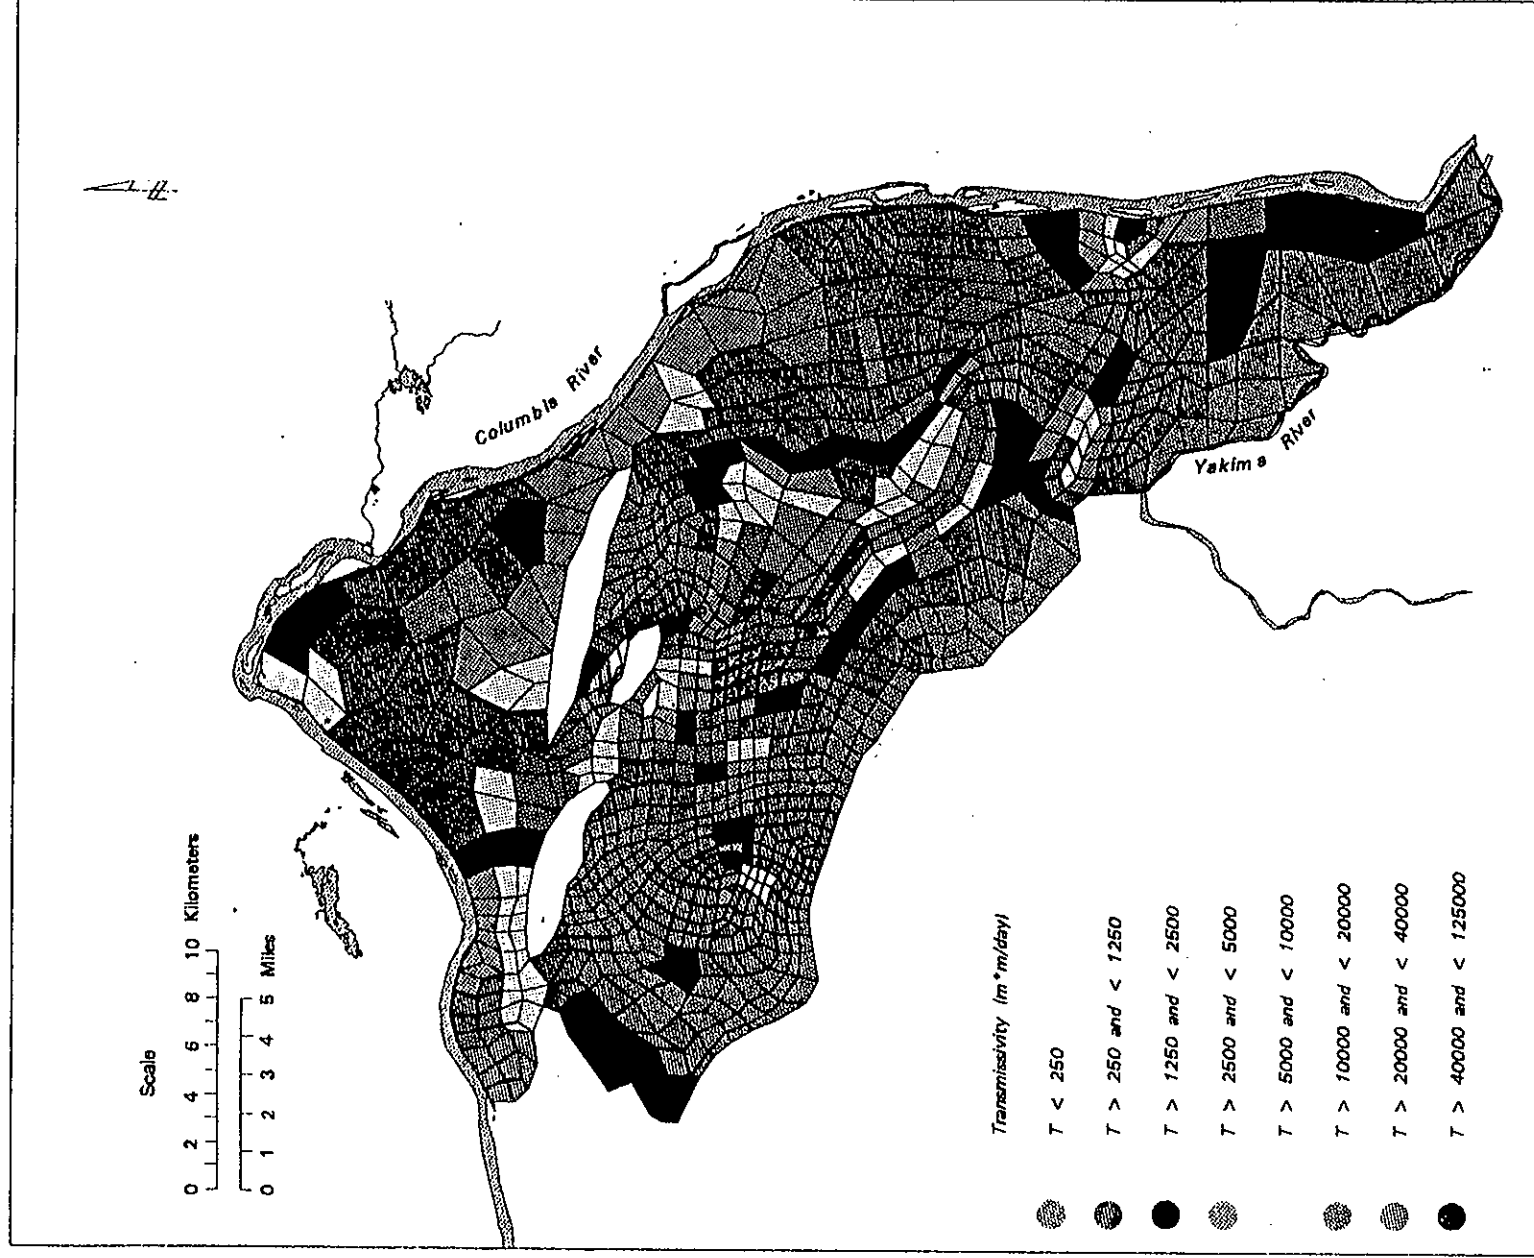 Scale
0 2 4 6 8 10 Kilometers
0 1 2 3 4 5 Miles
Columbia River
Yakima River
Transmissivity (m*m/day)
T < 250
T > 250 and < 1250
T > 1250 and < 2500
T > 2500 and < 5000
T > 5000 and < 10000
T > 10000 and < 20000
T > 20000 and < 40000
T > 40000 and < 125000